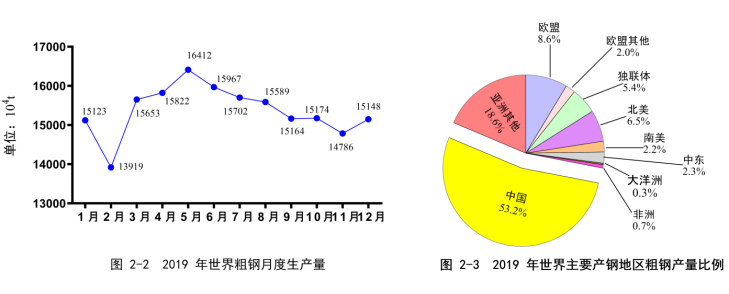 单位：10⁴t
17000
16000
15000
14000
13000
15123
13919
15653
15822
16412
15967
15702
15589
15164
15174
14786
15148
1 月 2 月 3 月 4 月 5 月 6 月 7 月 8 月 9 月 10月 11 月 12 月
图 2-2 2019 年世界粗钢月度生产量
欧盟
8.6%
欧盟其他
2.0%
独联体
5.4%
北美
6.5%
南美
2.2%
中东
2.3%
大洋洲
0.3%
非洲
0.7%
中国
53.2%
亚洲其他
18.6%
图 2-3 2019 年世界主要产钢地区粗钢产量比例